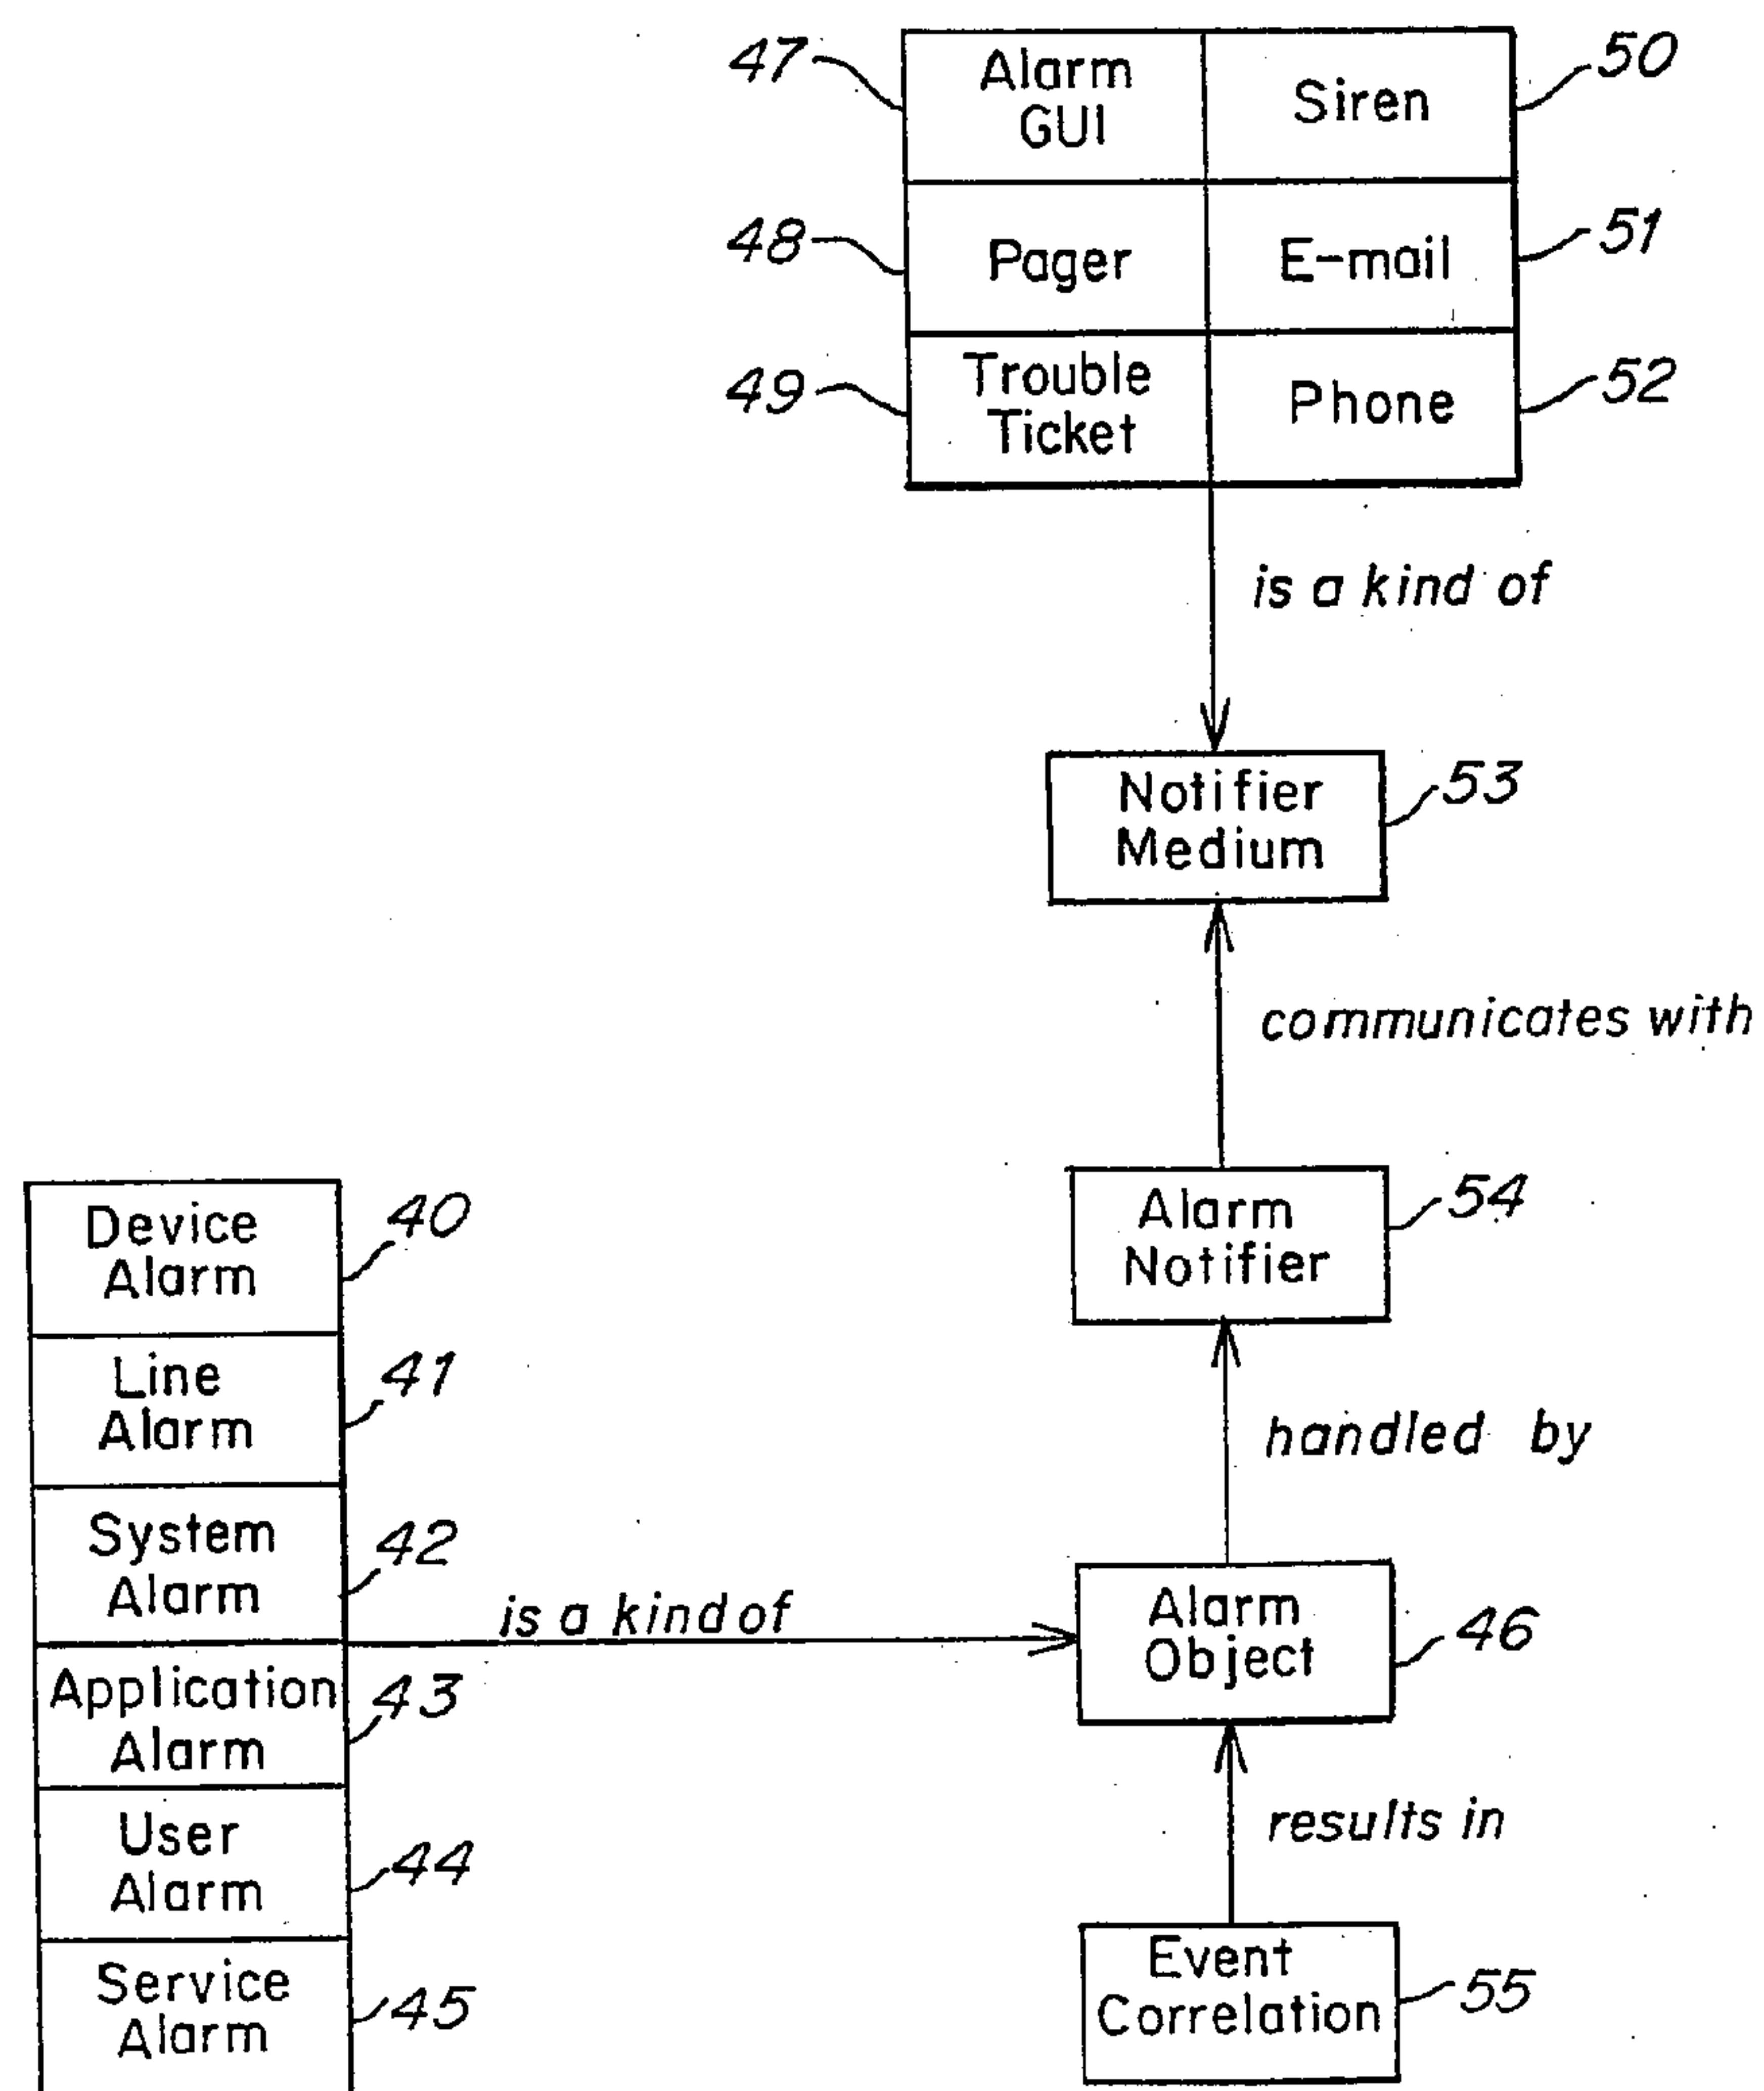 47
Alarm
GUI
Siren
50
48
Pager
E-mail
51
49
Trouble
Ticket
Phone
52
is a kind of
Notifier
Medium
53
communicates with
Alarm
Notifier
54
handled by
Device
Alarm
40
Line
Alarm
41
System
Alarm
42
Application
Alarm
43
User
Alarm
44
Service
Alarm
45
is a kind of
Alarm
Object
46
results in
Event
Correlation
55